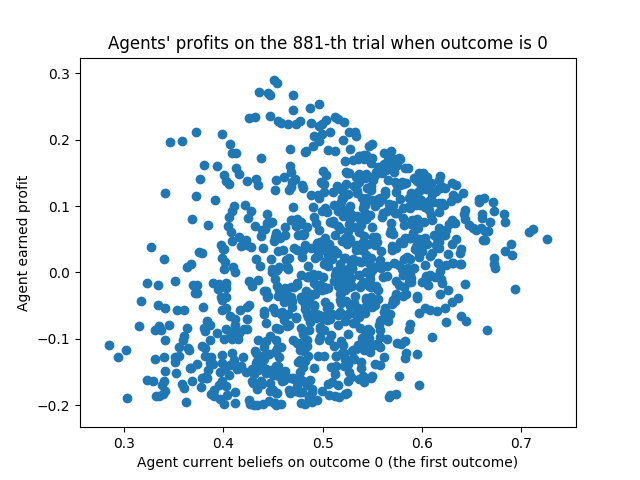 Agents' profits on the 881-th trial when outcome is 0
0.3
0.2
0.1
0.0
−0.1
−0.2
Agent earned profit
0.3 0.4 0.5 0.6 0.7
Agent current beliefs on outcome 0 (the first outcome)